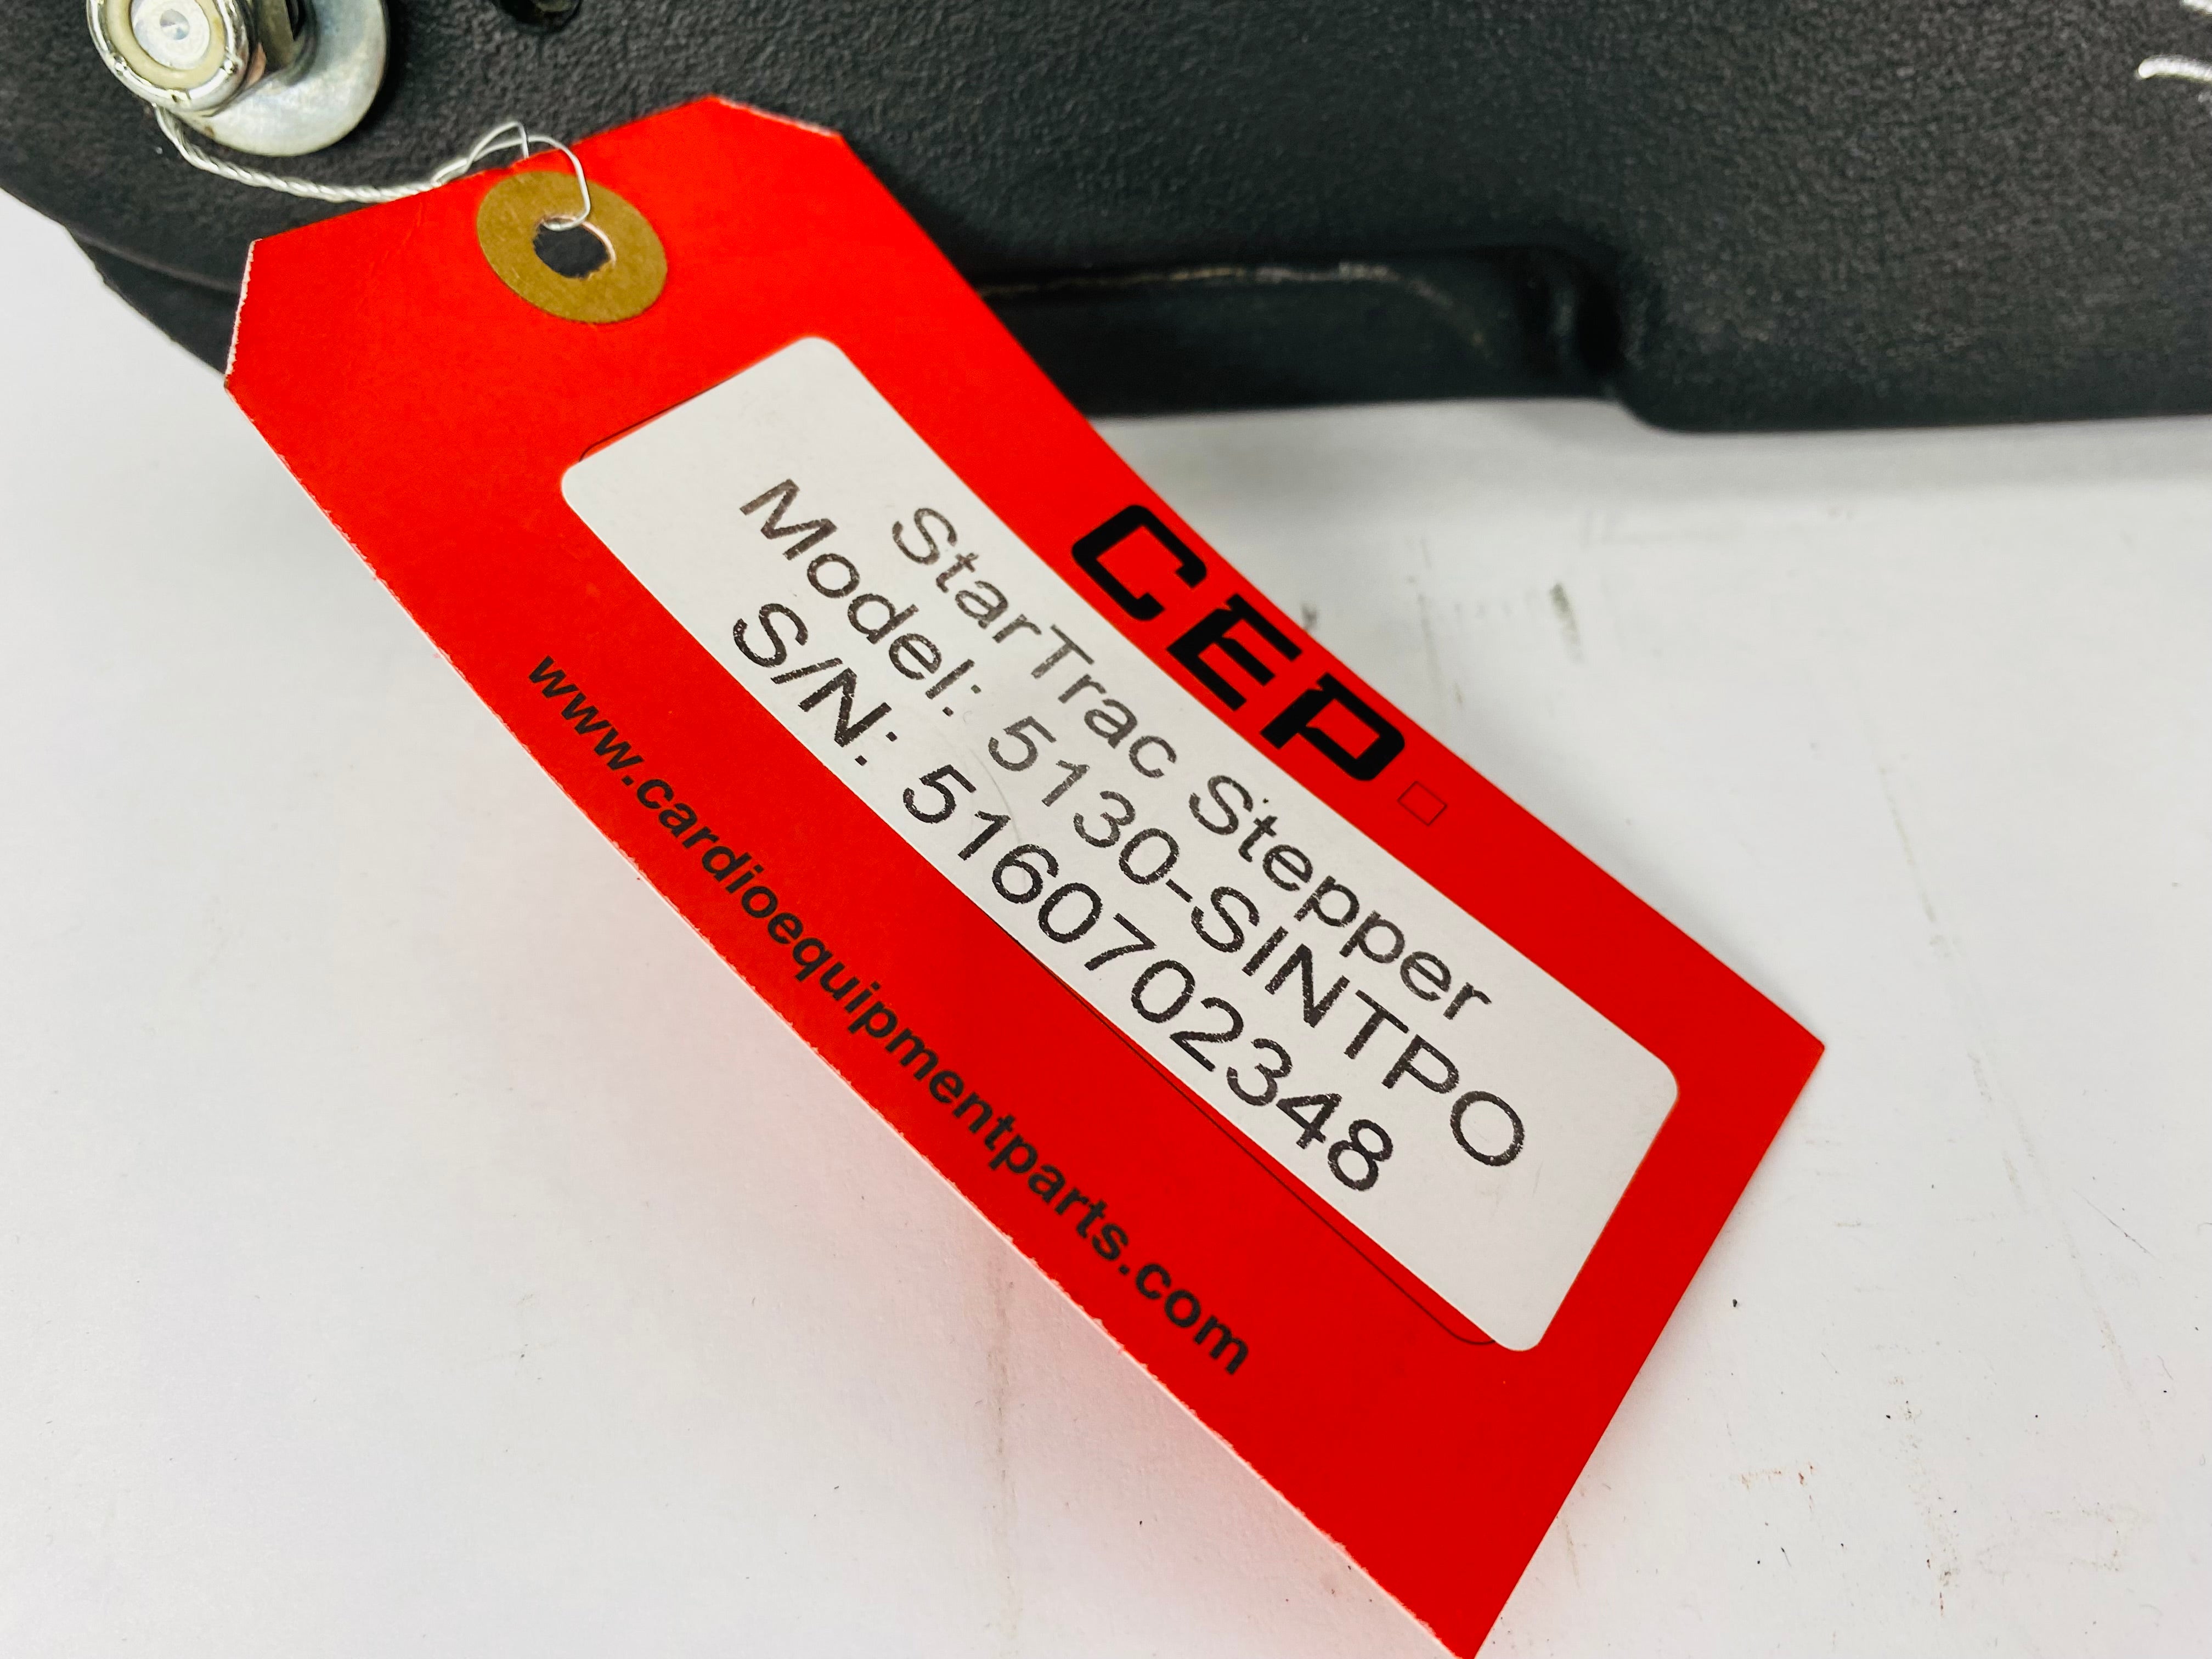 CEP
StarTrac Stepper
Model: 5130-SINTPO
S/N: 5160702348
www.cardioequipmentparts.com